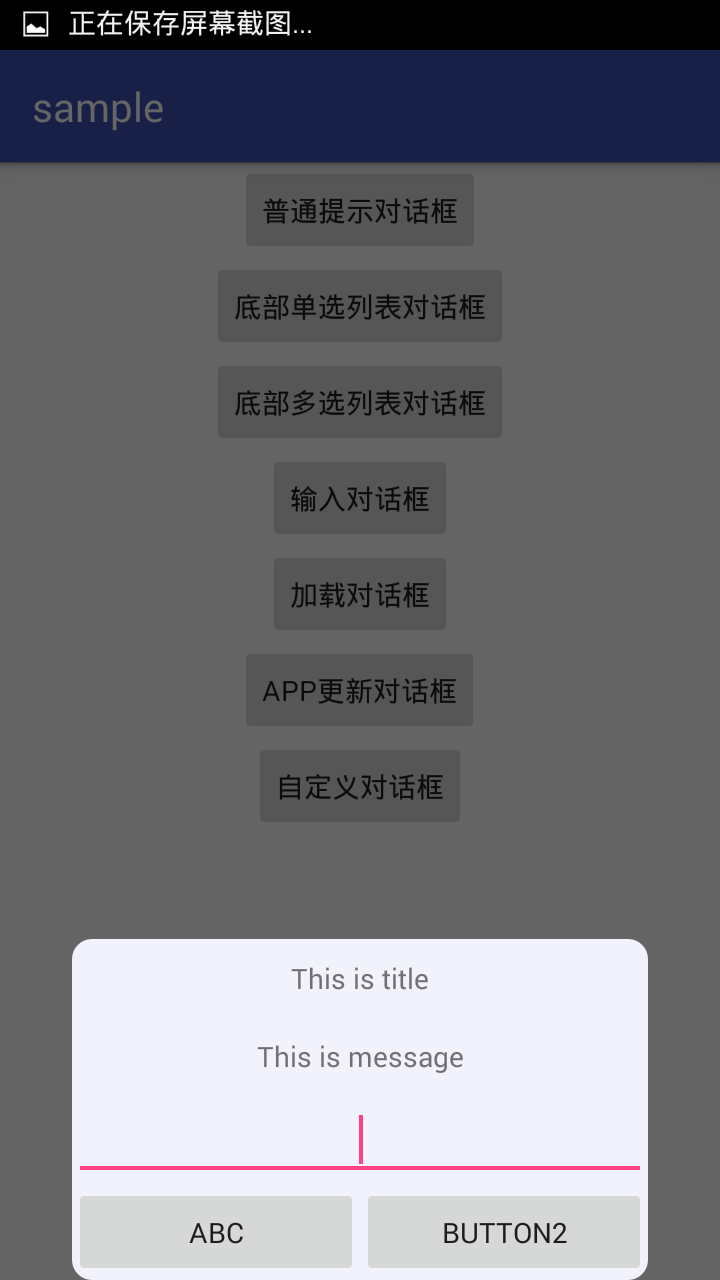 正在保存屏幕截图...
sample
普通提示对话框
底部单选列表对话框
底部多选列表对话框
输入对话框
加载对话框
APP更新对话框
自定义对话框
This is title
This is message
ABC
BUTTON2